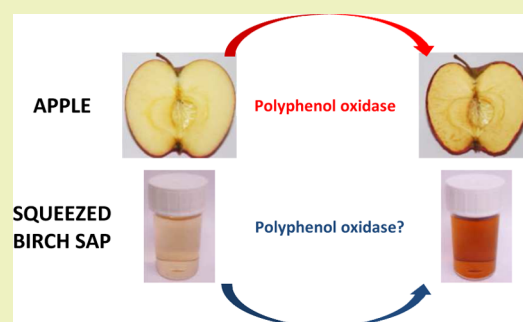 APPLE
Polyphenol oxidase
SQUEEZED
BIRCH SAP
Polyphenol oxidase?